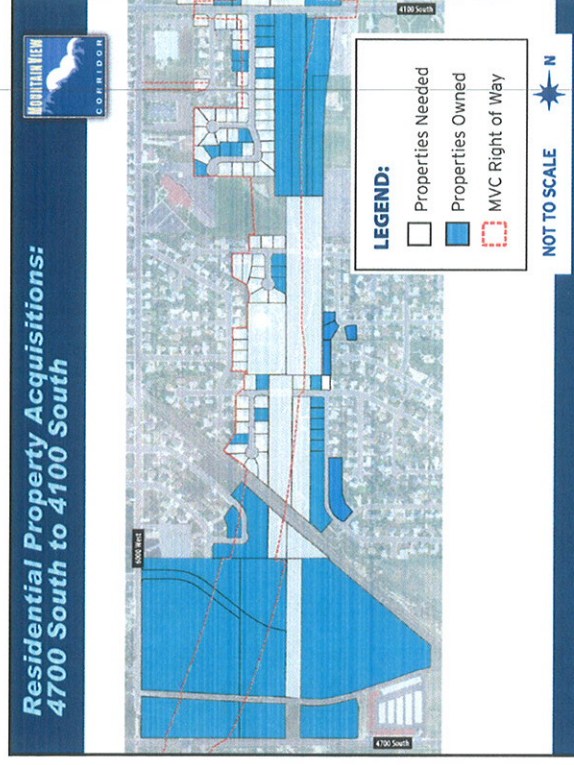 Residential Property Acquisitions:
4700 South to 4100 South
MOUNTAIN VIEW
CORRIDOR
6000 West
4100 South
4700 South
LEGEND:
Properties Needed
Properties Owned
MVC Right of Way
NOT TO SCALE
N